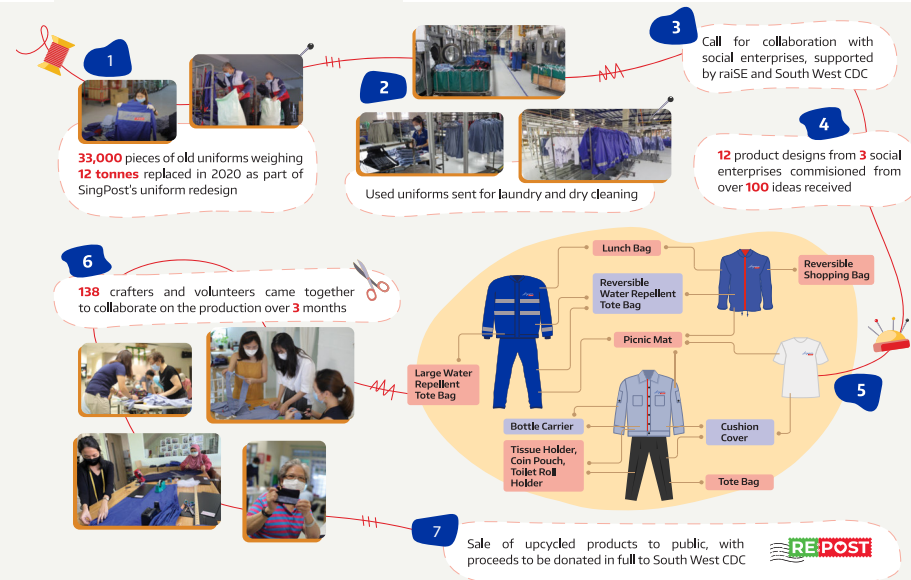 1
33,000 pieces of old uniforms weighing
12 tonnes replaced in 2020 as part of
SingPost's uniform redesign
2
Used uniforms sent for laundry and dry cleaning
3
Call for collaboration with
social enterprises, supported
by raiSE and South West CDC
4
12 product designs from 3 social
enterprises commisioned from
over 100 ideas received
Lunch Bag
Reversible
Shopping Bag
Reversible
Water Repellent
Tote Bag
Picnic Mat
Large Water
Repellent
Tote Bag
Bottle Carrier
Cushion
Cover
Tissue Holder,
Coin Pouch,
Toilet Roll
Holder
Tote Bag
5
6
138 crafters and volunteers came together
to collaborate on the production over 3 months
7
Sale of upcycled products to public, with
proceeds to be donated in full to South West CDC
RE POST